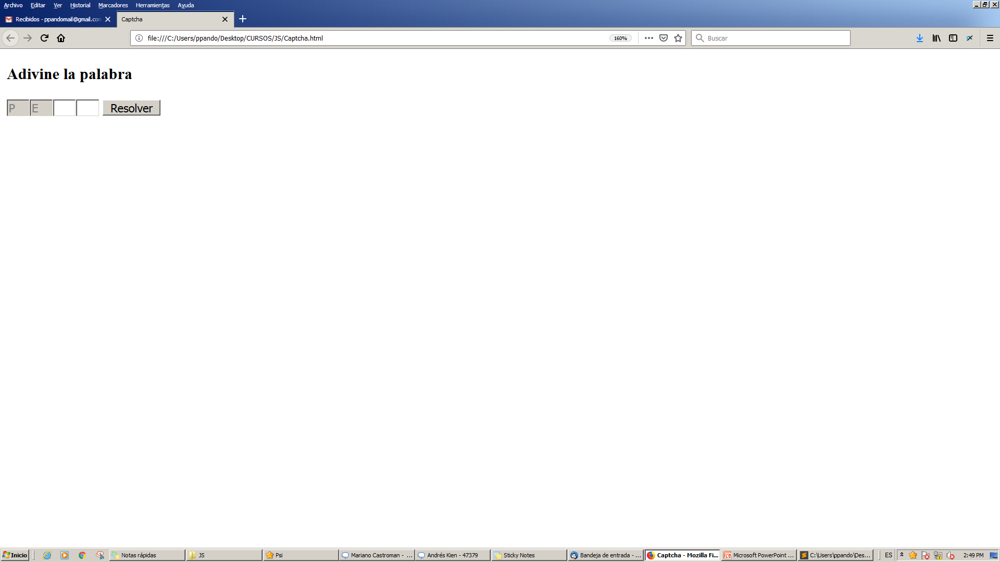 Archivo Editar Ver Historial Marcadores Herramientas Ayuda
Recibidos - ppandomail@gmail.com Captcha
file:///C:/Users/ppando/Desktop/CURSOS/JS/Captcha.html 160% Buscar
Adivine la palabra
P E Resolver
Inicio Notas rápidas JS Psi Mariano Castroman - ... Andrés Kien - 47379 Sticky Notes Bandeja de entrada - ... Captcha - Mozilla Fi... Microsoft PowerPoint ... C:\Users\ppando\Des... ES 2:49 PM